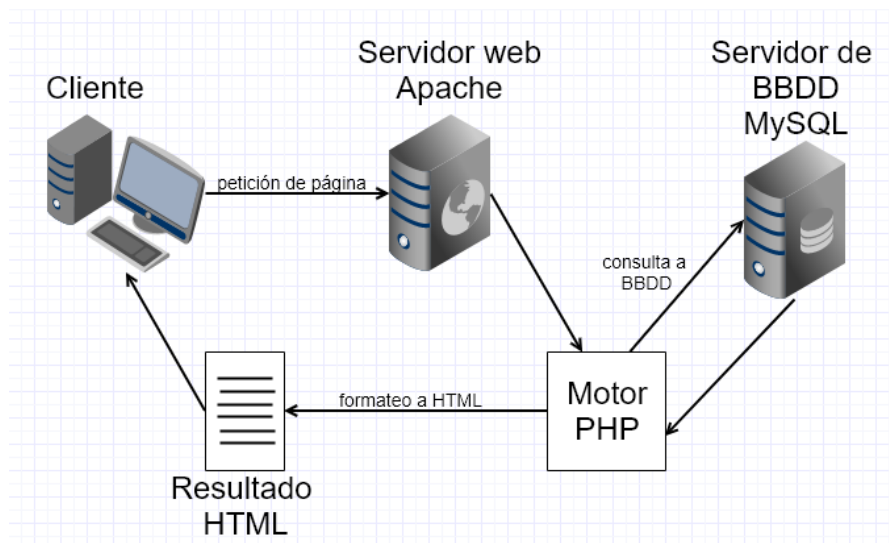 Cliente
Servidor web
Apache
Servidor de
BBDD
MySQL
petición de página
consulta a
BBDD
Motor
PHP
formateo a HTML
Resultado
HTML